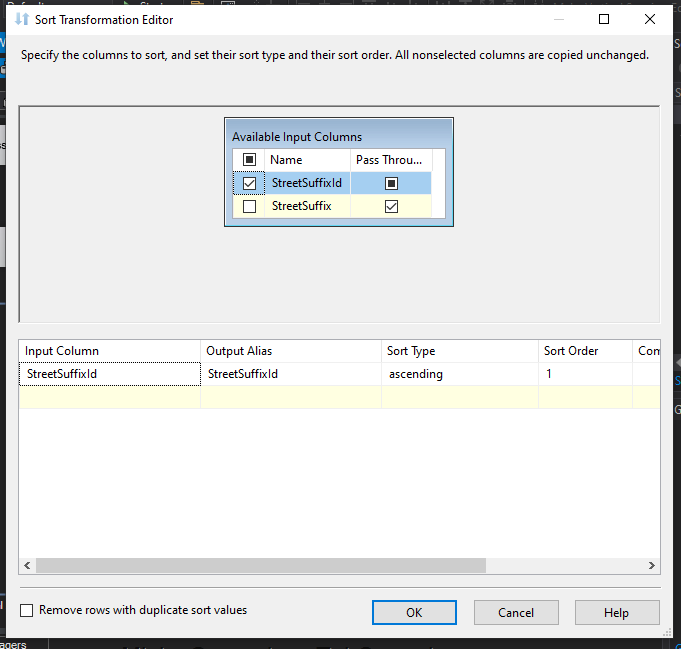 Sort Transformation Editor
Specify the columns to sort, and set their sort type and their sort order. All nonselected columns are copied unchanged.
Available Input Columns
Name Pass Throu...
StreetSuffixId
StreetSuffix
Input Column Output Alias Sort Type Sort Order Com
StreetSuffixId StreetSuffixId ascending 1
Remove rows with duplicate sort values
OK Cancel Help
agers